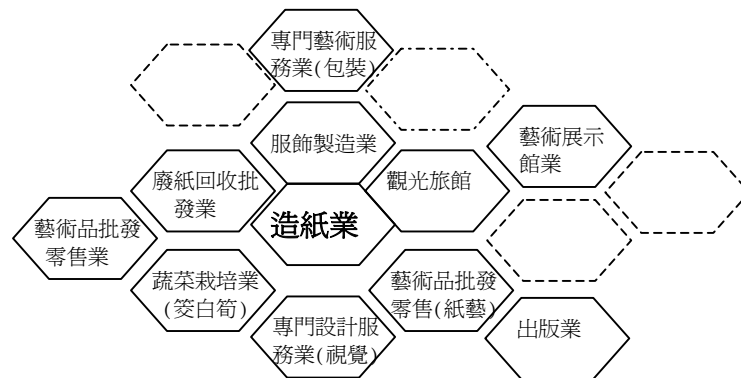 專門藝術服
務業(包裝)
服飾製造業
藝術展示
館業
廢紙回收批
發業
觀光旅館
造紙業
藝術品批發
零售業
蔬菜栽培業
(筊白筍)
藝術品批發
零售(紙藝)
專門設計服
務業(視覺)
出版業